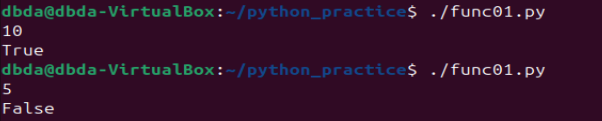 dbda@dbda-VirtualBox:~/python_practice$ ./func01.py
10
True
dbda@dbda-VirtualBox:~/python_practice$ ./func01.py
5
False